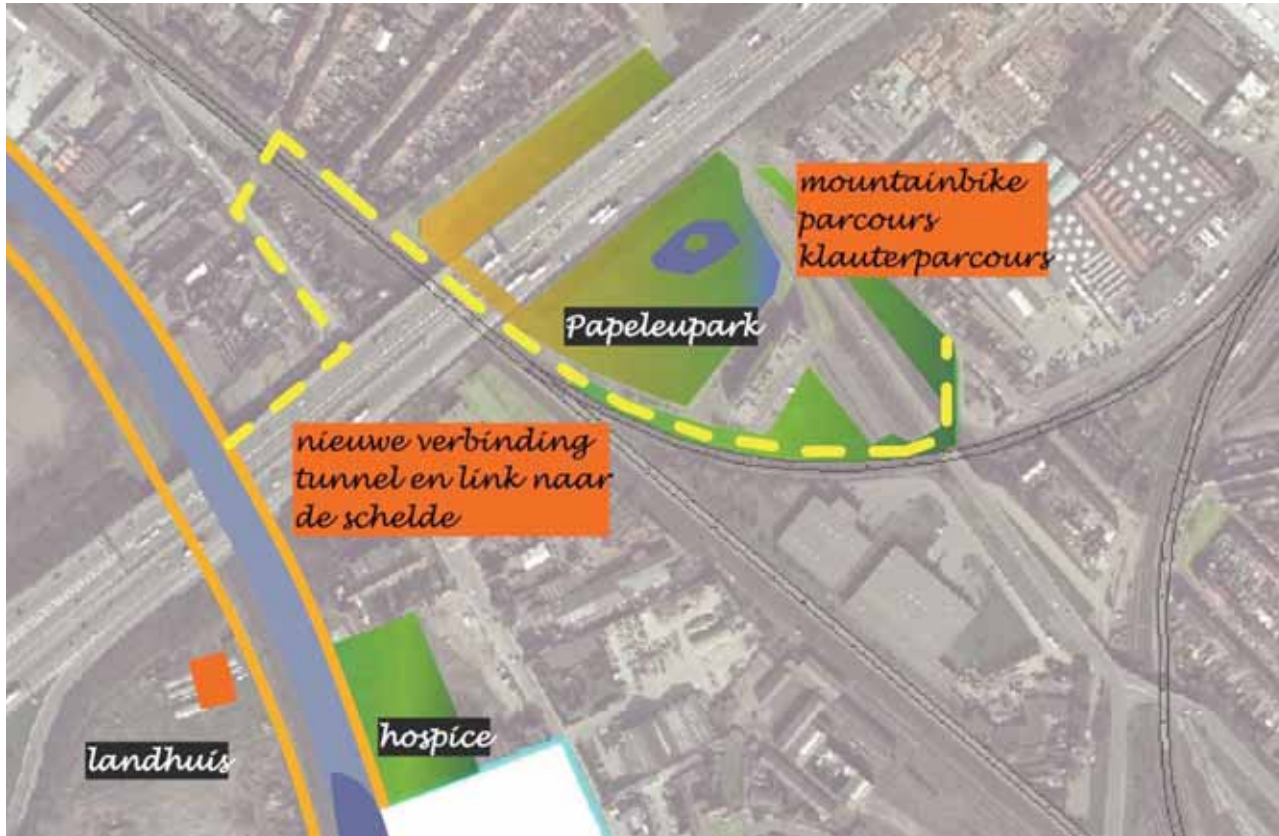 mountainbike
parcours
klauterparcours
Papeleupark
nieuwe verbinding
tunnel en link naar
de schelde
hospice
landhuis